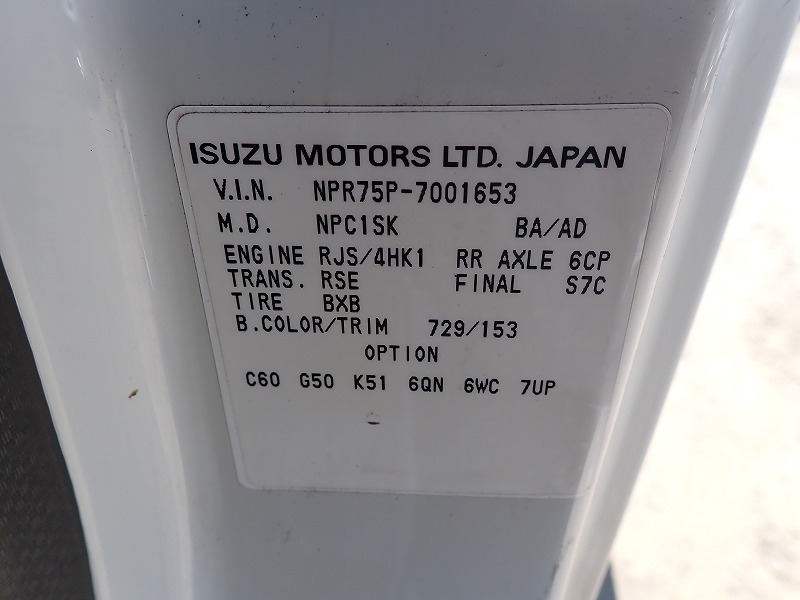 ISUZU MOTORS LTD. JAPAN
V.I.N. NPR75P-7001653
M.D. NPC1SK BA/AD
ENGINE RJS/4HK1 RR AXLE 6CP
TRANS. RSE FINAL S7C
TIRE BXB
B.COLOR/TRIM 729/153
OPTION
C60 G50 K51 6QN 6WC 7UP